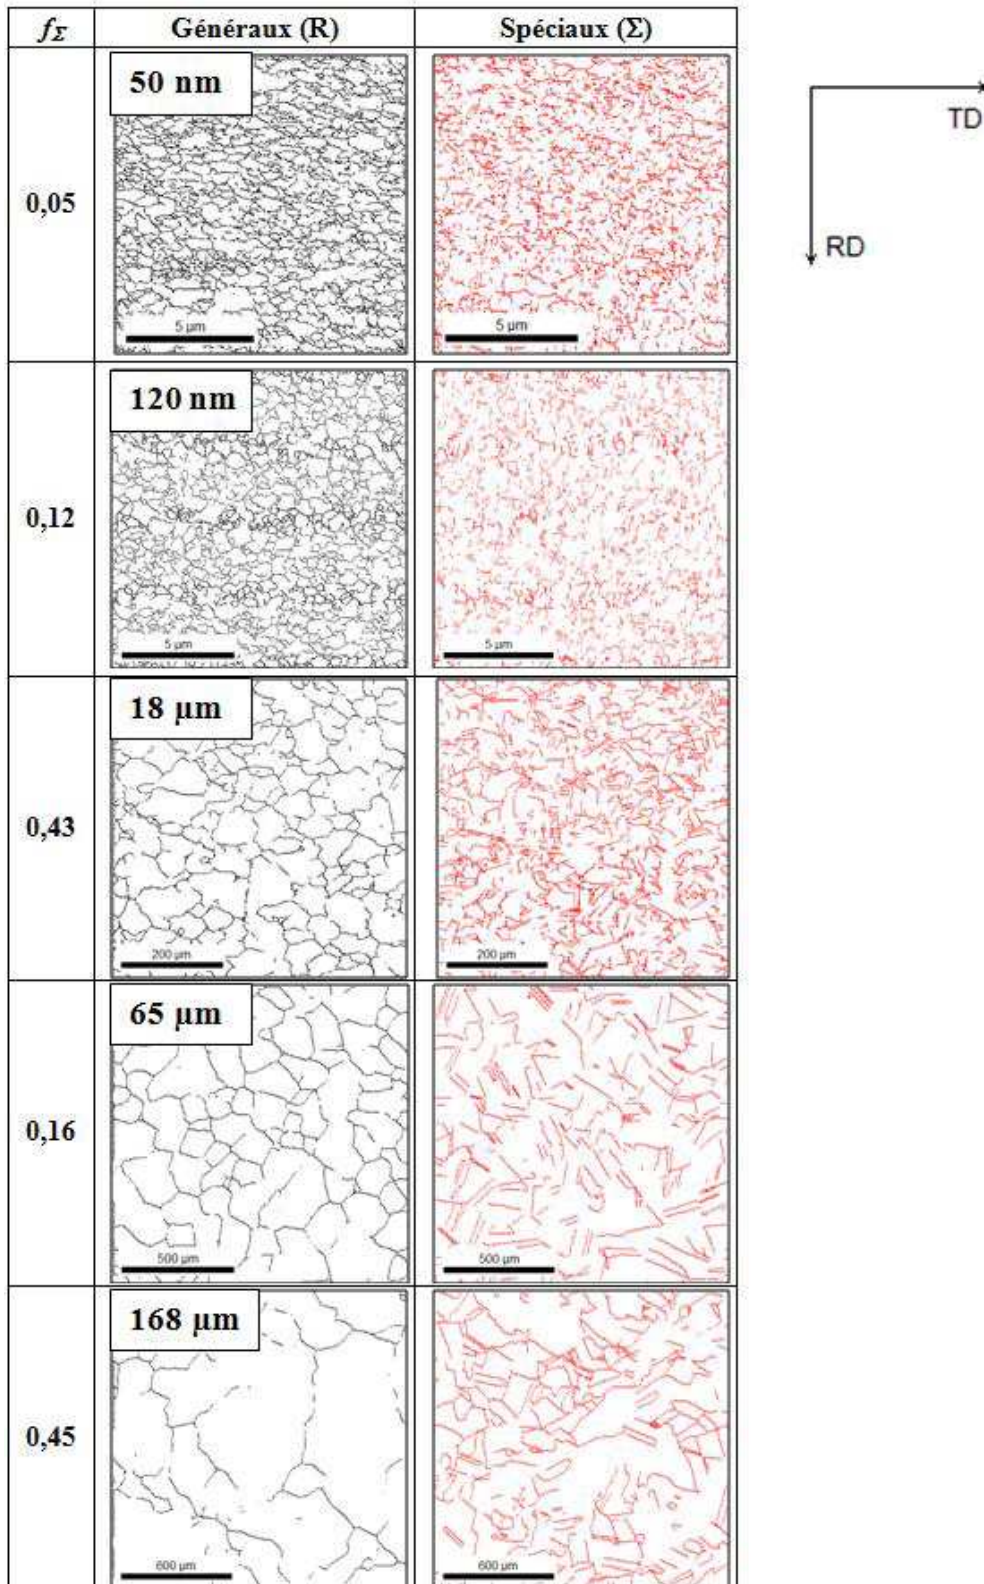 fΣ Généraux (R) Spéciaux (Σ)
50 nm
0,05
5 µm 5 µm
120 nm
0,12
5 µm 5 µm
18 µm
0,43
200 µm 200 µm
65 µm
0,16
500 µm 500 µm
168 µm
0,45
600 µm 600 µm
TD
RD